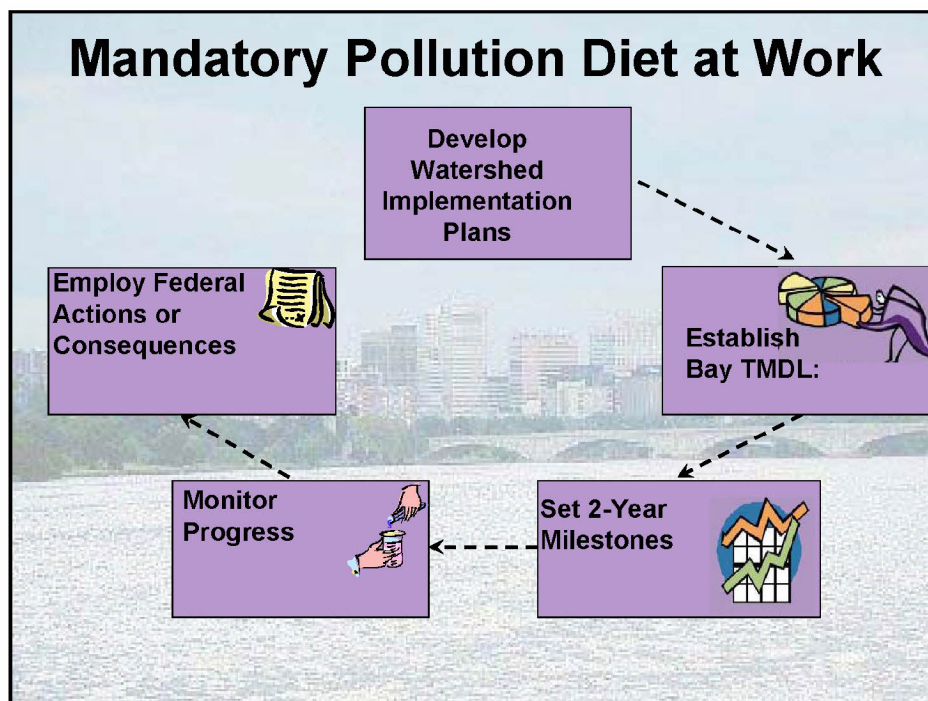 Mandatory Pollution Diet at Work
Develop
Watershed
Implementation
Plans
Establish
Bay TMDL:
Set 2-Year
Milestones
Monitor
Progress
Employ Federal
Actions or
Consequences